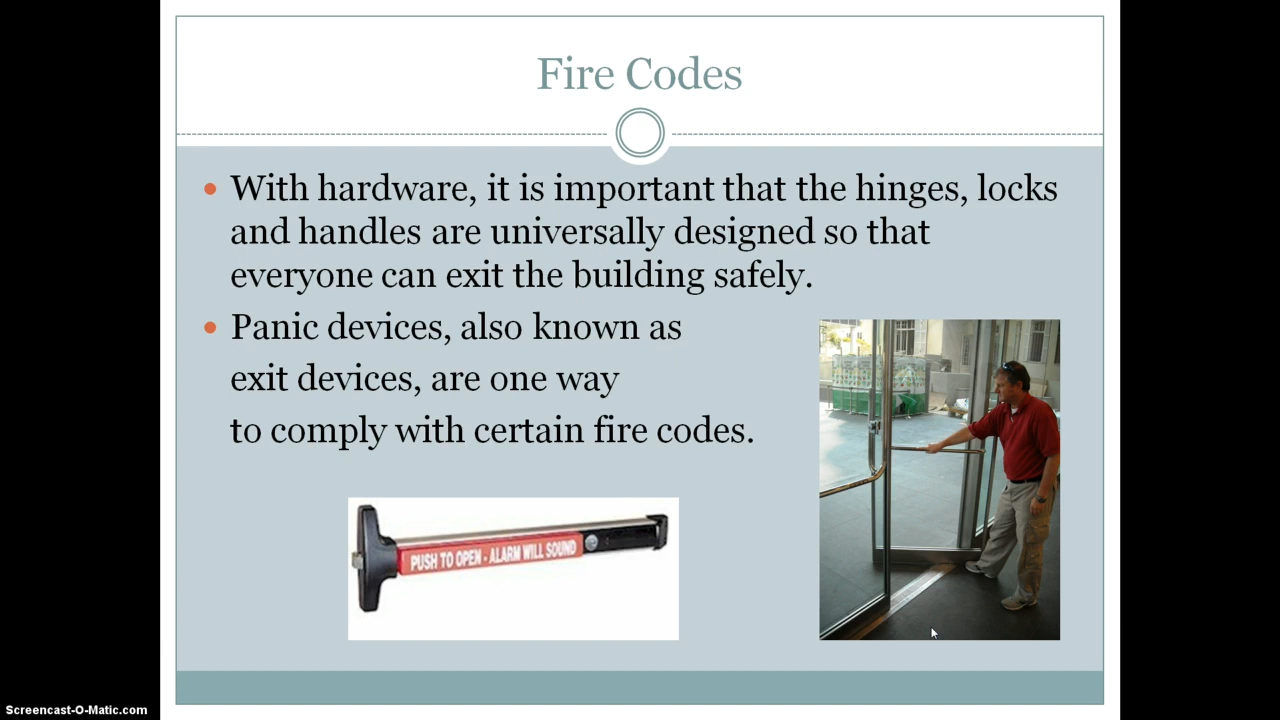 Fire Codes
With hardware, it is important that the hinges, locks
and handles are universally designed so that
everyone can exit the building safely.
Panic devices, also known as
exit devices, are one way
to comply with certain fire codes.
PUSH TO OPEN - ALARM WILL SOUND
Screencast-O-Matic.com